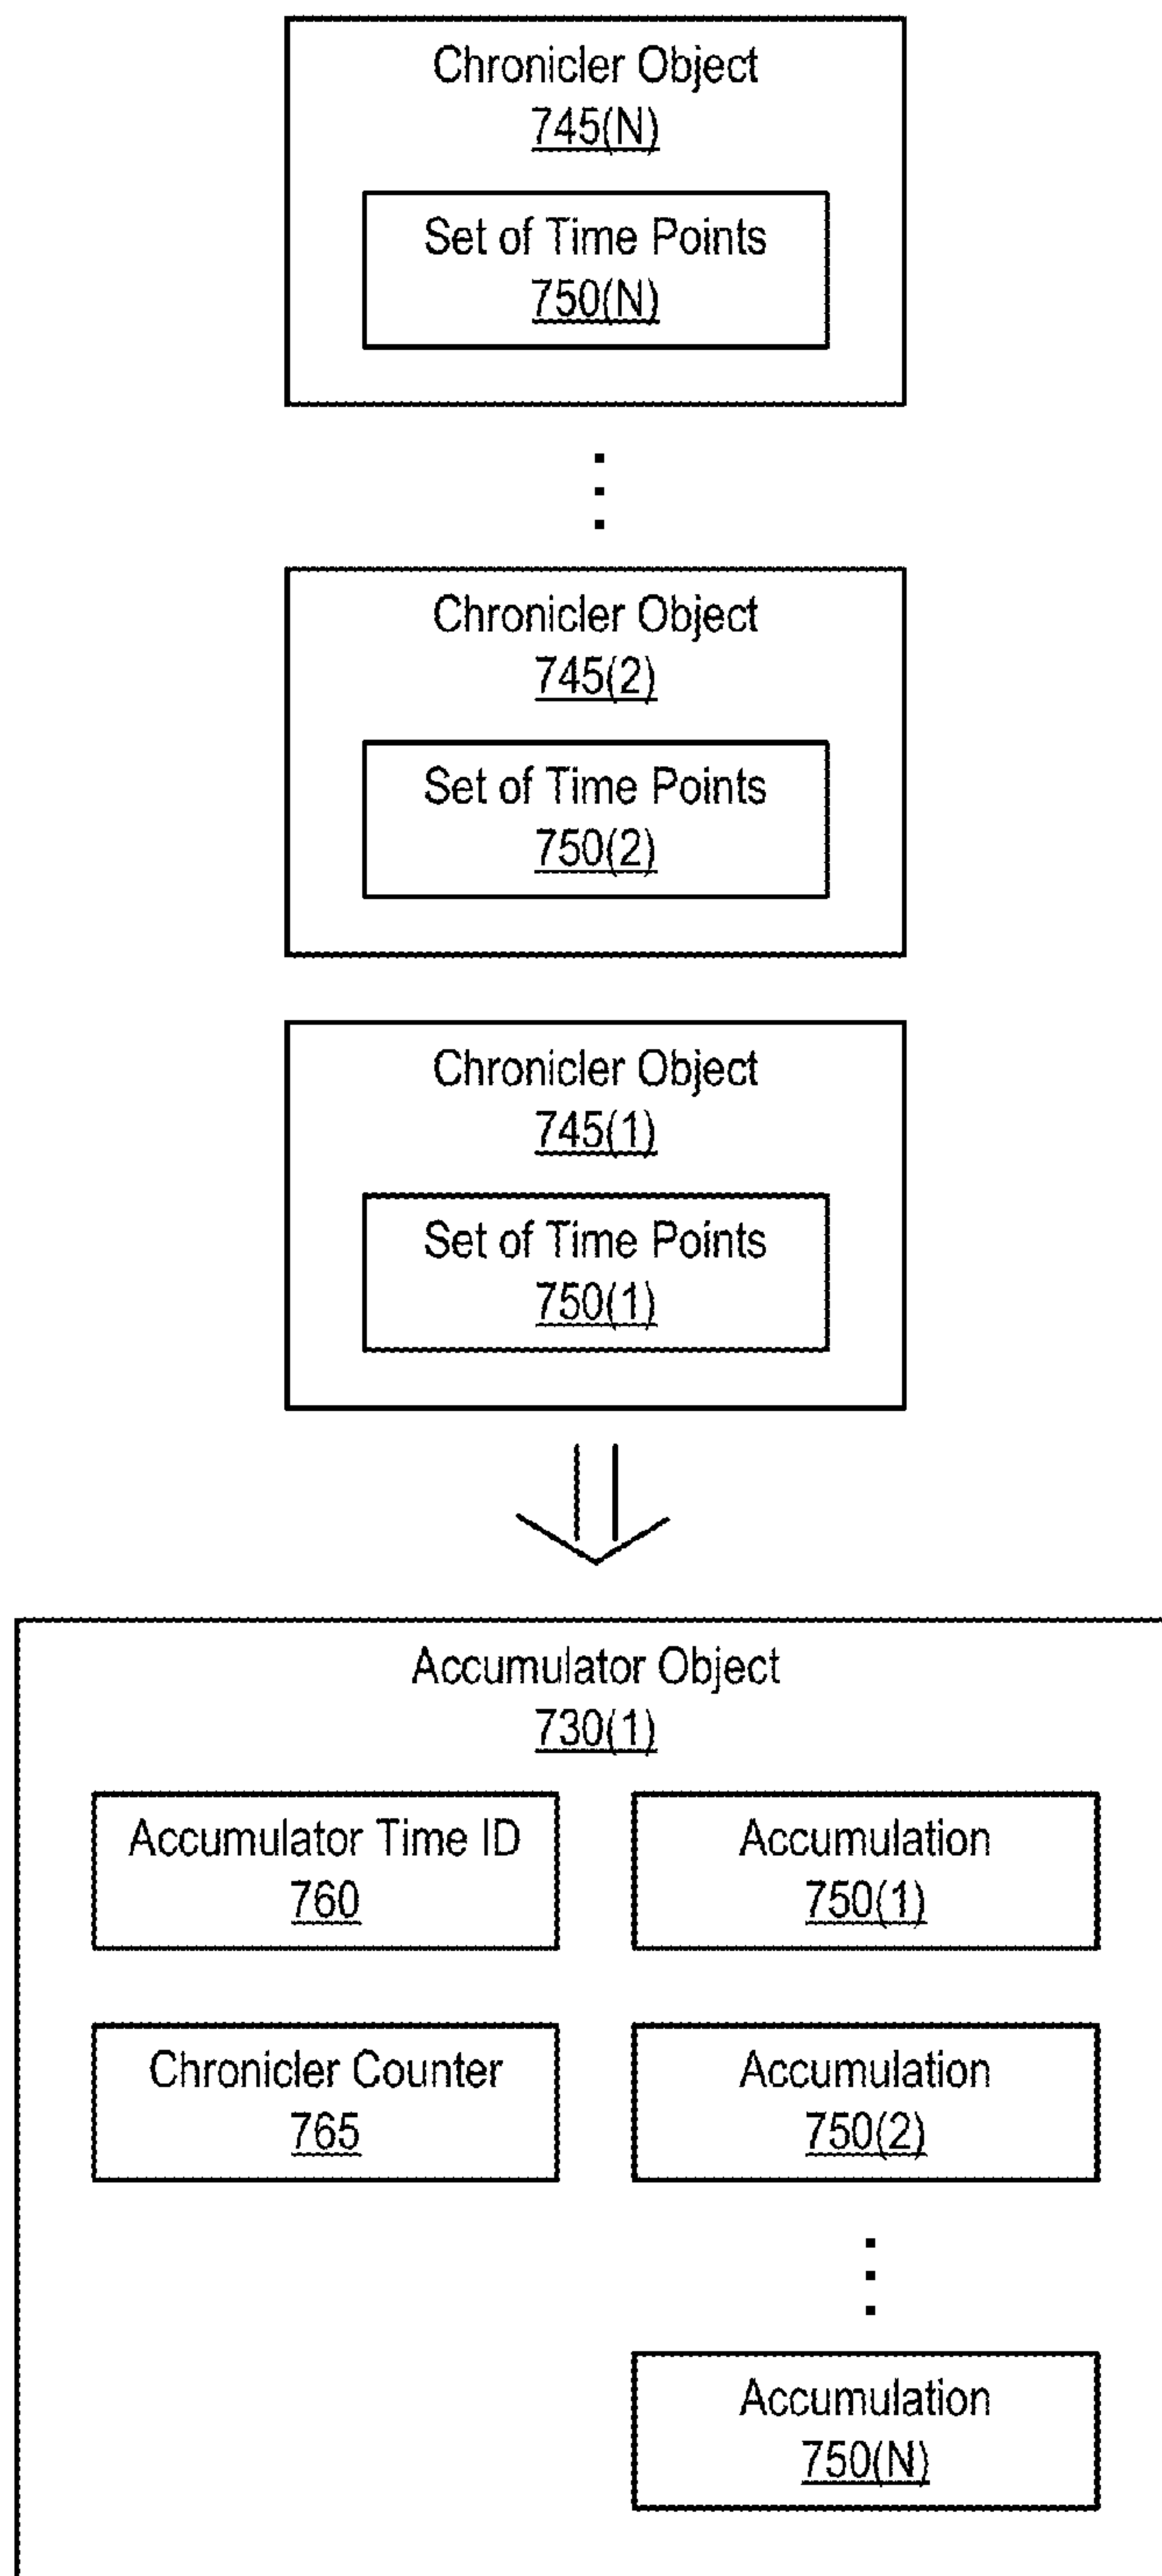 Chronicler Object
745(N)
Set of Time Points
750(N)
Chronicler Object
745(2)
Set of Time Points
750(2)
Chronicler Object
745(1)
Set of Time Points
750(1)
Accumulator Object
730(1)
Accumulator Time ID
760
Accumulation
750(1)
Chronicler Counter
765
Accumulation
750(2)
Accumulation
750(N)